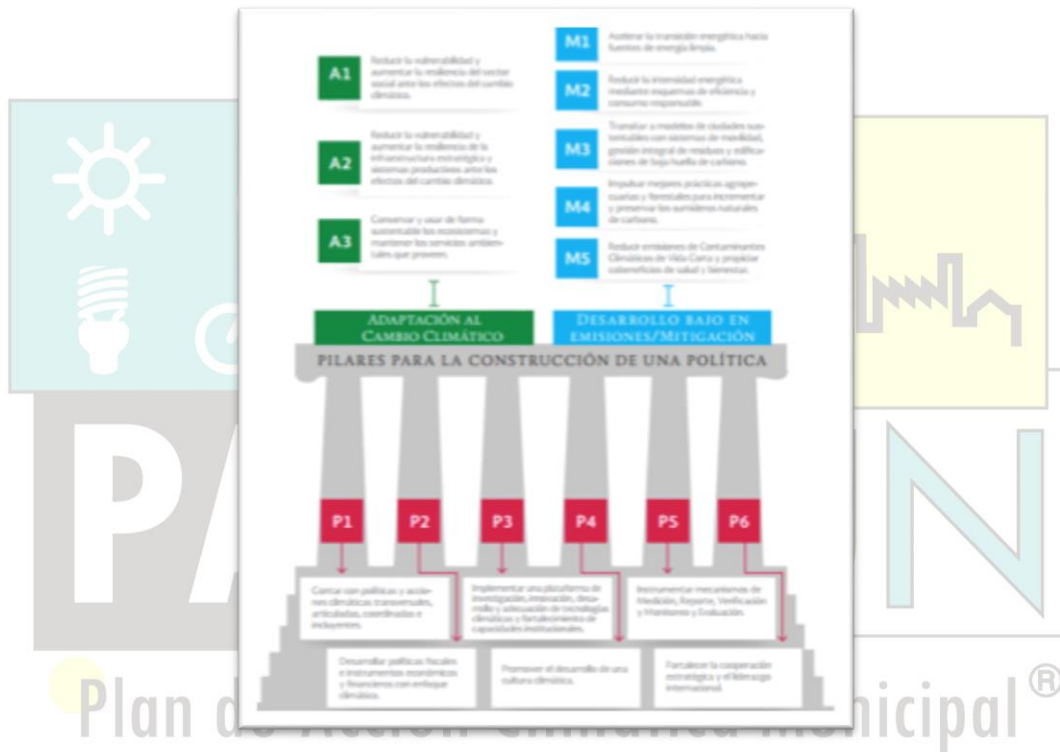 A1
Reducir la vulnerabilidad y
aumentar la resiliencia del sector
social ante los efectos del cambio
climático.
A2
Reducir la vulnerabilidad y
aumentar la resiliencia de la
infraestructura estratégica y
sistemas productivos ante los
efectos del cambio climático.
A3
Conservar y usar de forma
sustentable los ecosistemas y
mantener los servicios ambien-
tales que proveen.
M1
Acelerar la transición energética hacia
fuentes de energía limpia.
M2
Reducir la intensidad energética
mediante esquemas de eficiencia y
consumo responsable.
M3
Transitar a modelos de ciudades sus-
tentables con sistemas de movilidad,
gestión integral de residuos y edifica-
ciones de baja huella de carbono.
M4
Impulsar mejores prácticas agrope-
cuarias y forestales para incrementar
y preservar los sumideros naturales
de carbono.
M5
Reducir emisiones de Contaminantes
Climáticos de Vida Corta y propiciar
cobeneficios de salud y bienestar.
ADAPTACIÓN AL
CAMBIO CLIMÁTICO
DESARROLLO BAJO EN
EMISIONES/MITIGACIÓN
PILARES PARA LA CONSTRUCCIÓN DE UNA POLÍTICA
P1
P2
P3
P4
P5
P6
Contar con políticas y accio-
nes climáticas transversales,
articuladas, coordinadas e
incluyentes.
Implementar una plataforma de
investigación, innovación, desa-
rrollo y adecuación de tecnologías
climáticas y fortalecimiento de
capacidades institucionales.
Instrumentar mecanismos de
Medición, Reporte, Verificación
y Monitoreo y Evaluación.
Desarrollar políticas fiscales
e instrumentos económicos
y financieros con enfoque
climático.
Promover el desarrollo de una
cultura climática.
Fortalecer la cooperación
estratégica y el liderazgo
internacional.
Plan de Acción Climática Municipal ®